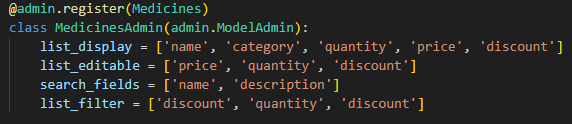 @admin.register(Medicines)
class MedicinesAdmin(admin.ModelAdmin):
    list_display = ['name', 'category', 'quantity', 'price', 'discount']
    list_editable = ['price', 'quantity', 'discount']
    search_fields = ['name', 'description']
    list_filter = ['discount', 'quantity', 'discount']